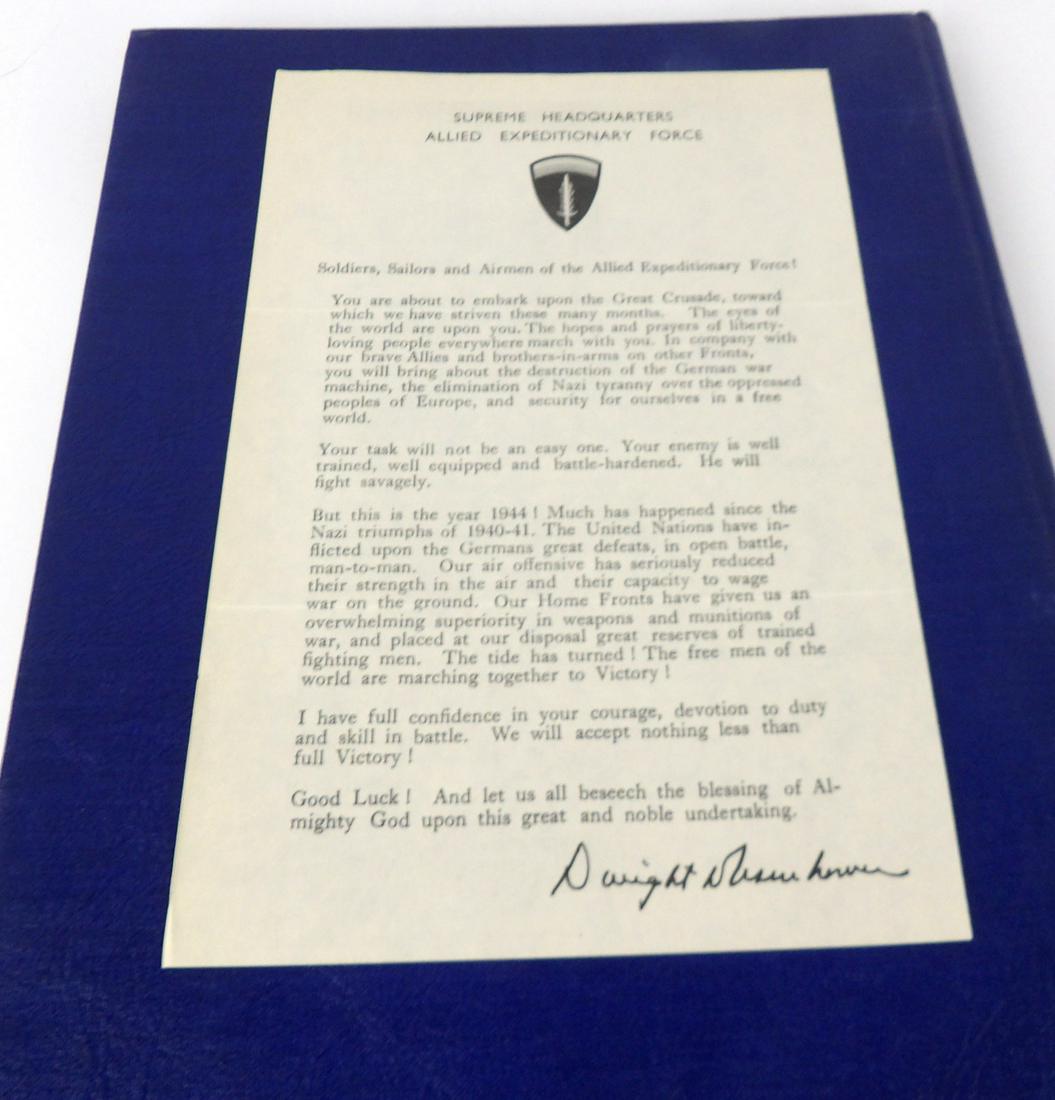 SUPREME HEADQUARTERS
ALLIED EXPEDITIONARY FORCE
Soldiers, Sailors and Airmen of the Allied Expeditionary Force!
You are about to embark upon the Great Crusade, toward
which we have striven these many months. The eyes of
the world are upon you. The hopes and prayers of liberty-
loving people everywhere march with you. In company with
our brave Allies and brothers-in-arms on other Fronts,
you will bring about the destruction of the German war
machine, the elimination of Nazi tyranny over the oppressed
peoples of Europe, and security for ourselves in a free
world.
Your task will not be an easy one. Your enemy is well
trained, well equipped and battle-hardened. He will
fight savagely.
But this is the year 1944 ! Much has happened since the
Nazi triumphs of 1940-41. The United Nations have in-
flicted upon the Germans great defeats, in open battle,
man-to-man. Our air offensive has seriously reduced
their strength in the air and their capacity to wage
war on the ground. Our Home Fronts have given us an
overwhelming superiority in weapons and munitions of
war, and placed at our disposal great reserves of trained
fighting men. The tide has turned ! The free men of the
world are marching together to Victory !
I have full confidence in your courage, devotion to duty
and skill in battle. We will accept nothing less than
full Victory !
Good Luck ! And let us all beseech the blessing of Al-
mighty God upon this great and noble undertaking.
Dwight D Eisenhower